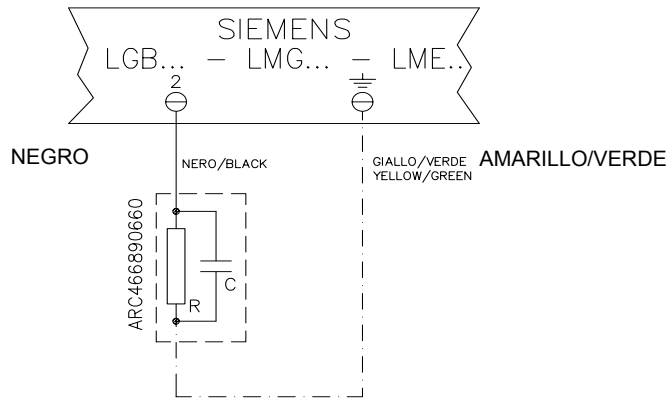 SIEMENS
LGB... - LMG... - LME..
2
NEGRO
NERO/BLACK
GIALLO/VERDE
YELLOW/GREEN
AMARILLO/VERDE
ARC466890660
R
C